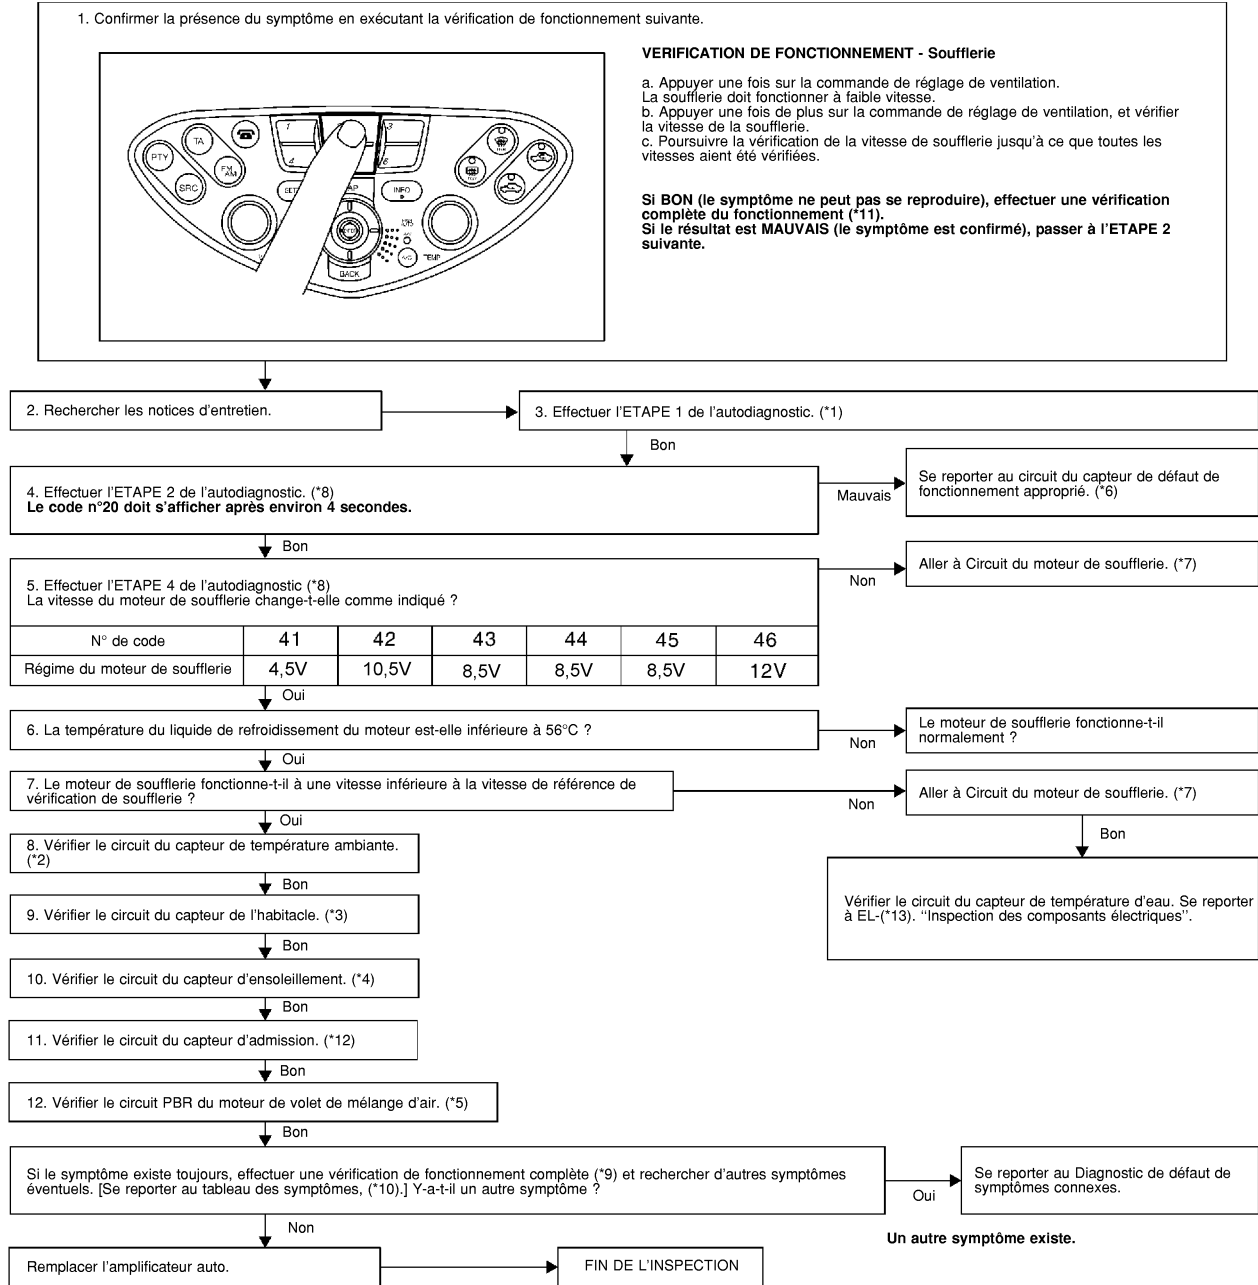 1. Confirmer la présence du symptôme en exécutant la vérification de fonctionnement suivante.
VERIFICATION DE FONCTIONNEMENT - Soufflerie
a. Appuyer une fois sur la commande de réglage de ventilation.
La soufflerie doit fonctionner à faible vitesse.
b. Appuyer une fois de plus sur la commande de réglage de ventilation, et vérifier
la vitesse de la soufflerie.
c. Poursuivre la vérification de la vitesse de soufflerie jusqu'à ce que toutes les
vitesses aient été vérifiées.
Si BON (le symptôme ne peut pas se reproduire), effectuer une vérification
complète du fonctionnement (*11).
Si le résultat est MAUVAIS (le symptôme est confirmé), passer à l'ETAPE 2
suivante.
1
3
4
6
TA
PTY
FM
AM
SRC
INFO
BACK
TEMP
2. Rechercher les notices d'entretien.
3. Effectuer l'ETAPE 1 de l'autodiagnostic. (*1)
Bon
4. Effectuer l'ETAPE 2 de l'autodiagnostic. (*8)
Le code n°20 doit s'afficher après environ 4 secondes.
Mauvais
Se reporter au circuit du capteur de défaut de
fonctionnement approprié. (*6)
Bon
5. Effectuer l'ETAPE 4 de l'autodiagnostic (*8)
La vitesse du moteur de soufflerie change-t-elle comme indiqué ?
Non
Aller à Circuit du moteur de soufflerie. (*7)
N° de code 41 42 43 44 45 46
Régime du moteur de soufflerie 4,5V 10,5V 8,5V 8,5V 8,5V 12V
Oui
6. La température du liquide de refroidissement du moteur est-elle inférieure à 56°C ?
Non
Le moteur de soufflerie fonctionne-t-il
normalement ?
Oui
7. Le moteur de soufflerie fonctionne-t-il à une vitesse inférieure à la vitesse de référence de
vérification de soufflerie ?
Non
Aller à Circuit du moteur de soufflerie. (*7)
Oui
Bon
8. Vérifier le circuit du capteur de température ambiante.
(*2)
Vérifier le circuit du capteur de température d'eau. Se reporter
à EL-(*13). "Inspection des composants électriques".
Bon
9. Vérifier le circuit du capteur de l'habitacle. (*3)
Bon
10. Vérifier le circuit du capteur d'ensoleillement. (*4)
Bon
11. Vérifier le circuit du capteur d'admission. (*12)
Bon
12. Vérifier le circuit PBR du moteur de volet de mélange d'air. (*5)
Bon
Si le symptôme existe toujours, effectuer une vérification de fonctionnement complète (*9) et rechercher d'autres symptômes
éventuels. [Se reporter au tableau des symptômes, (*10).] Y-a-t-il un autre symptôme ?
Oui
Se reporter au Diagnostic de défaut de
symptômes connexes.
Non
Un autre symptôme existe.
Remplacer l'amplificateur auto.
FIN DE L'INSPECTION